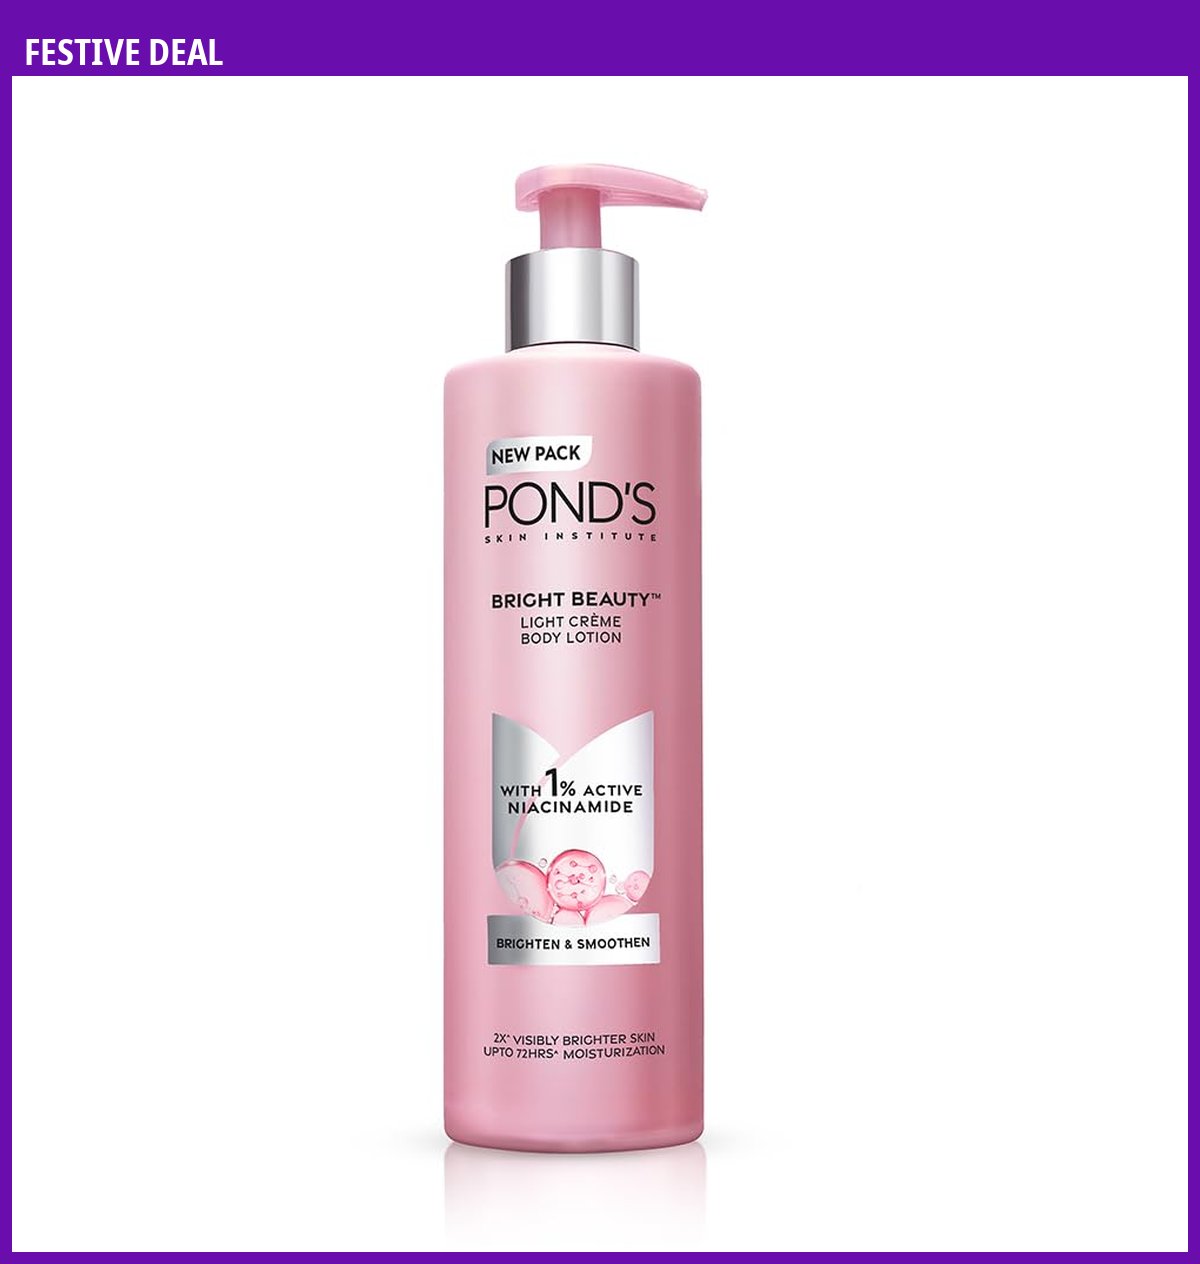 FESTIVE DEAL
NEW PACK
POND'S
SKIN INSTITUTE
BRIGHT BEAUTY™
LIGHT CRÈME
BODY LOTION
WITH 1% ACTIVE
NIACINAMIDE
BRIGHTEN & SMOOTHEN
2X* VISIBLY BRIGHTER SKIN
UPTO 72HRS^ MOISTURIZATION